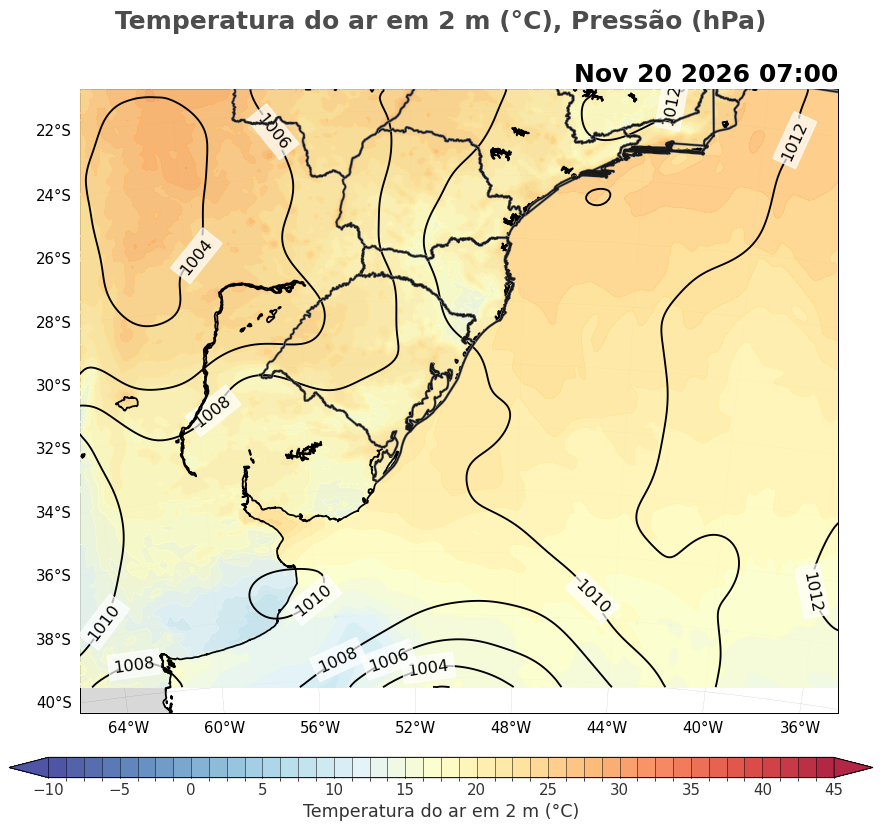 Temperatura do ar em 2 m (°C), Pressão (hPa)
Nov 20 2026 07:00
1006
1012
1012
22°S
24°S
1004
26°S
28°S
30°S
1008
32°S
34°S
36°S
1010
1010
1012
1010
38°S
1008
1008
1006
1004
40°S
64°W 60°W 56°W 52°W 48°W 44°W 40°W 36°W
−10 −5 0 5 10 15 20 25 30 35 40 45
Temperatura do ar em 2 m (°C)